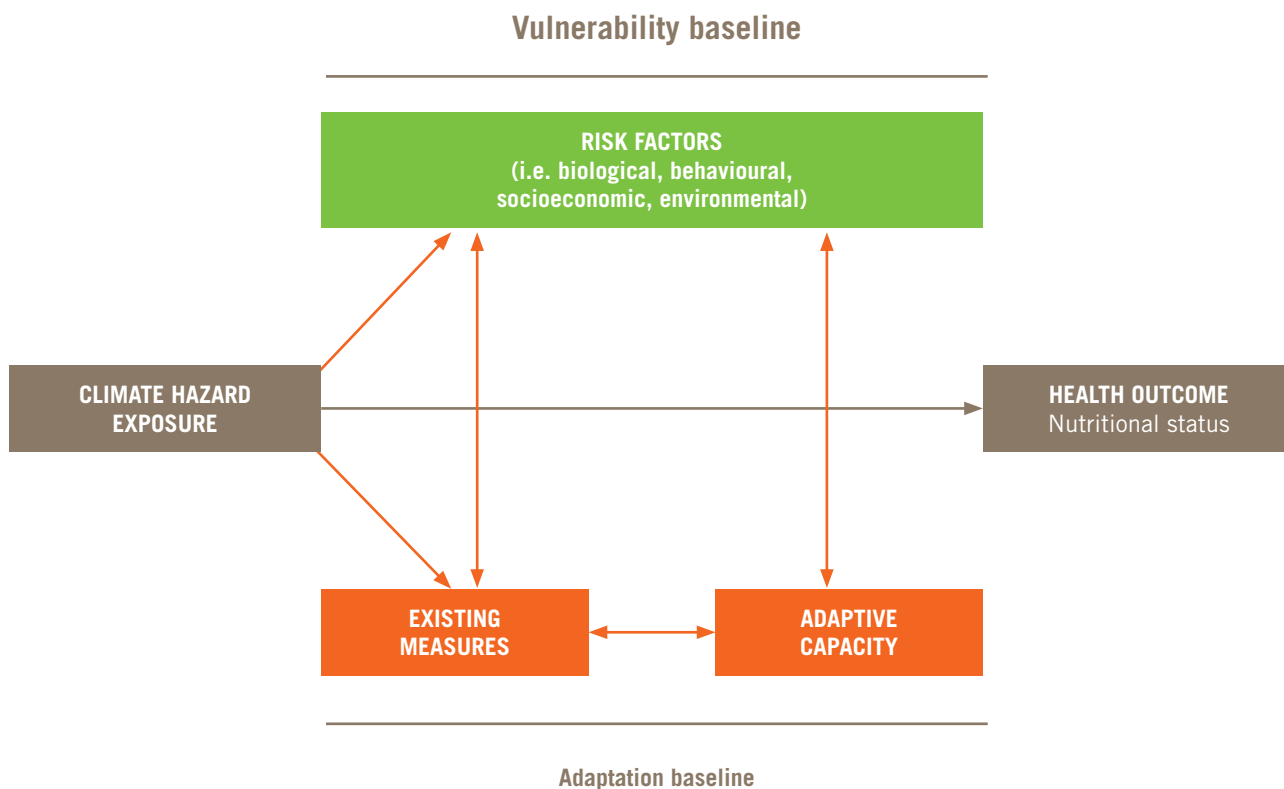 Vulnerability baseline
RISK FACTORS
(i.e. biological, behavioural,
socioeconomic, environmental)
CLIMATE HAZARD
EXPOSURE
HEALTH OUTCOME
Nutritional status
EXISTING
MEASURES
ADAPTIVE
CAPACITY
Adaptation baseline